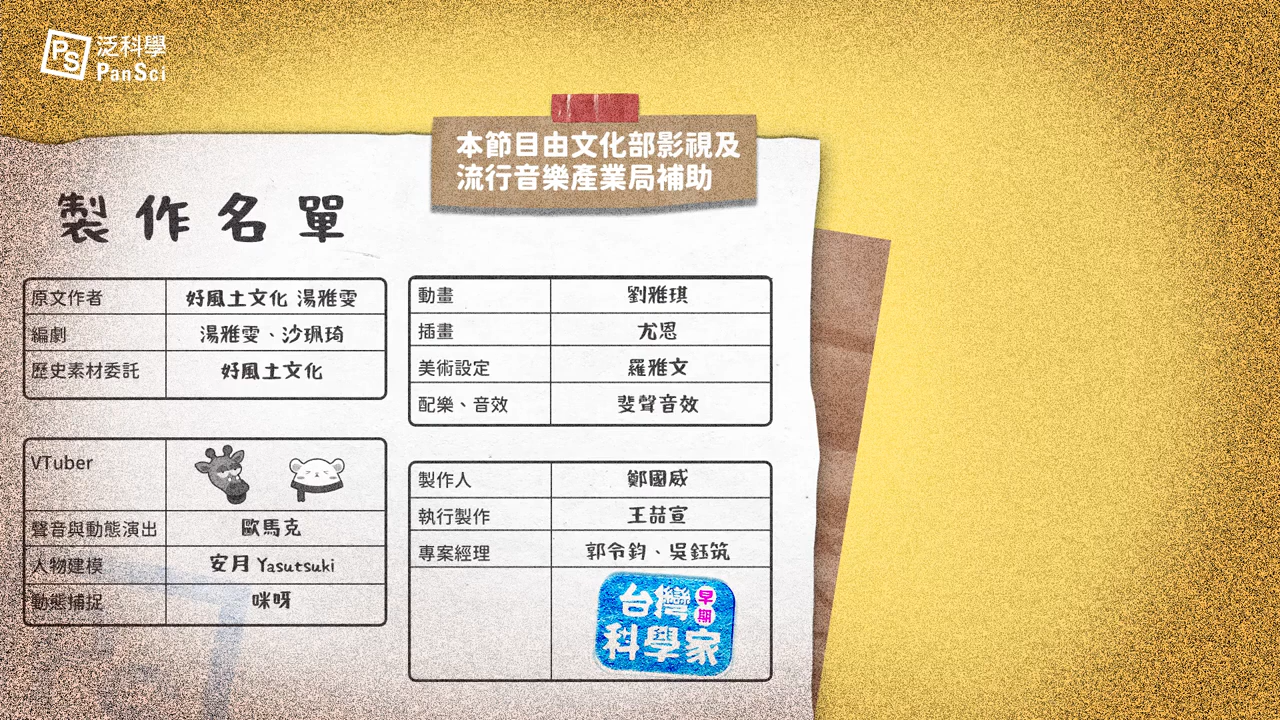 泛科學
PanSci
本節目由文化部影視及
流行音樂產業局補助
製作名單
原文作者 好風土文化 湯雅雯
編劇 湯雅雯、沙珮琦
歷史素材委託 好風土文化
VTuber
聲音與動態演出 歐馬克
人物建模 安月 Yasutsuki
動態捕捉 咪呀
動畫 劉雅琪
插畫 尤恩
美術設定 羅雅文
配樂、音效 斐聲音效
製作人 鄭國威
執行製作 王喆宣
專案經理 郭令鈞、吳鈺筑
台灣
科學家